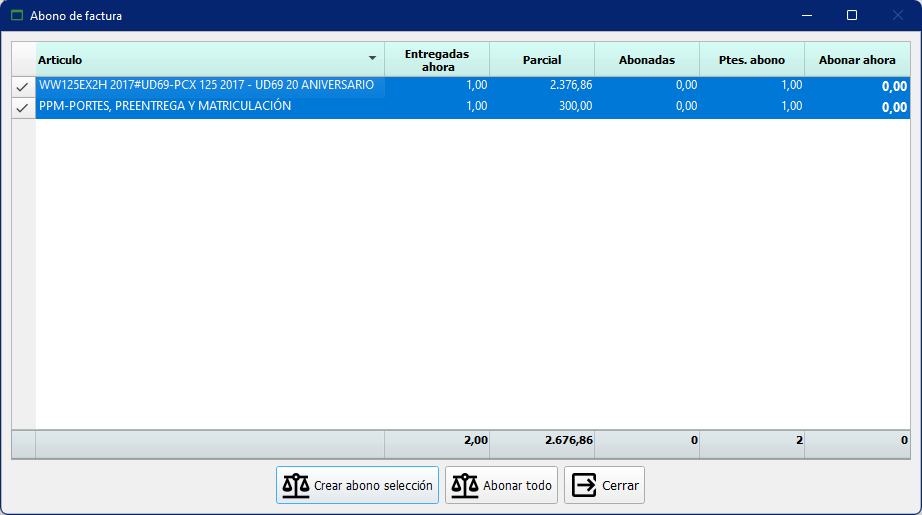 Abono de factura
Articulo Entregadas ahora Parcial Abonadas Ptes. abono Abonar ahora
WW125EX2H 2017#UD69-PCX 125 2017 - UD69 20 ANIVERSARIO 1,00 2.376,86 0,00 1,00 0,00
PPM-PORTES, PREENTREGA Y MATRICULACIÓN 1,00 300,00 0,00 1,00 0,00
2,00 2.676,86 0 2 0
Crear abono selección Abonar todo Cerrar